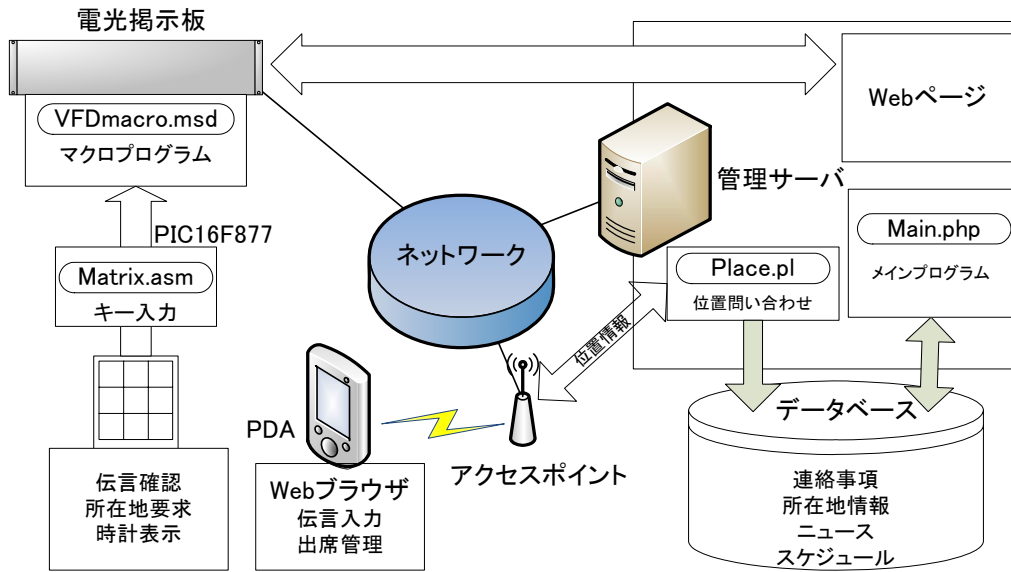 電光掲示板
VFDmacro.msd
マクロプログラム
PIC16F877
Matrix.asm
キー入力
伝言確認
所在地要求
時計表示
ネットワーク
PDA
Webブラウザ
伝言入力
出席管理
アクセスポイント
位置情報
管理サーバ
Webページ
Main.php
メインプログラム
Place.pl
位置問い合わせ
データベース
連絡事項
所在地情報
ニュース
スケジュール